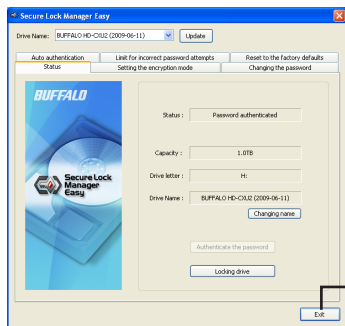 Secure Lock Manager Easy
Drive Name: BUFFALO HD-CXU2 (2009-06-11) Update
Auto authentication Limit for incorrect password attempts Reset to the factory defaults
Status Setting the encryption mode Changing the password
BUFFALO
Status : Password authenticated
Capacity : 1.0TB
Secure Lock
Manager
Easy
Drive letter : H:
Drive Name : BUFFALO HD-CXU2 (2009-06-11)
Changing name
Authenticate the password
Locking drive
Exit